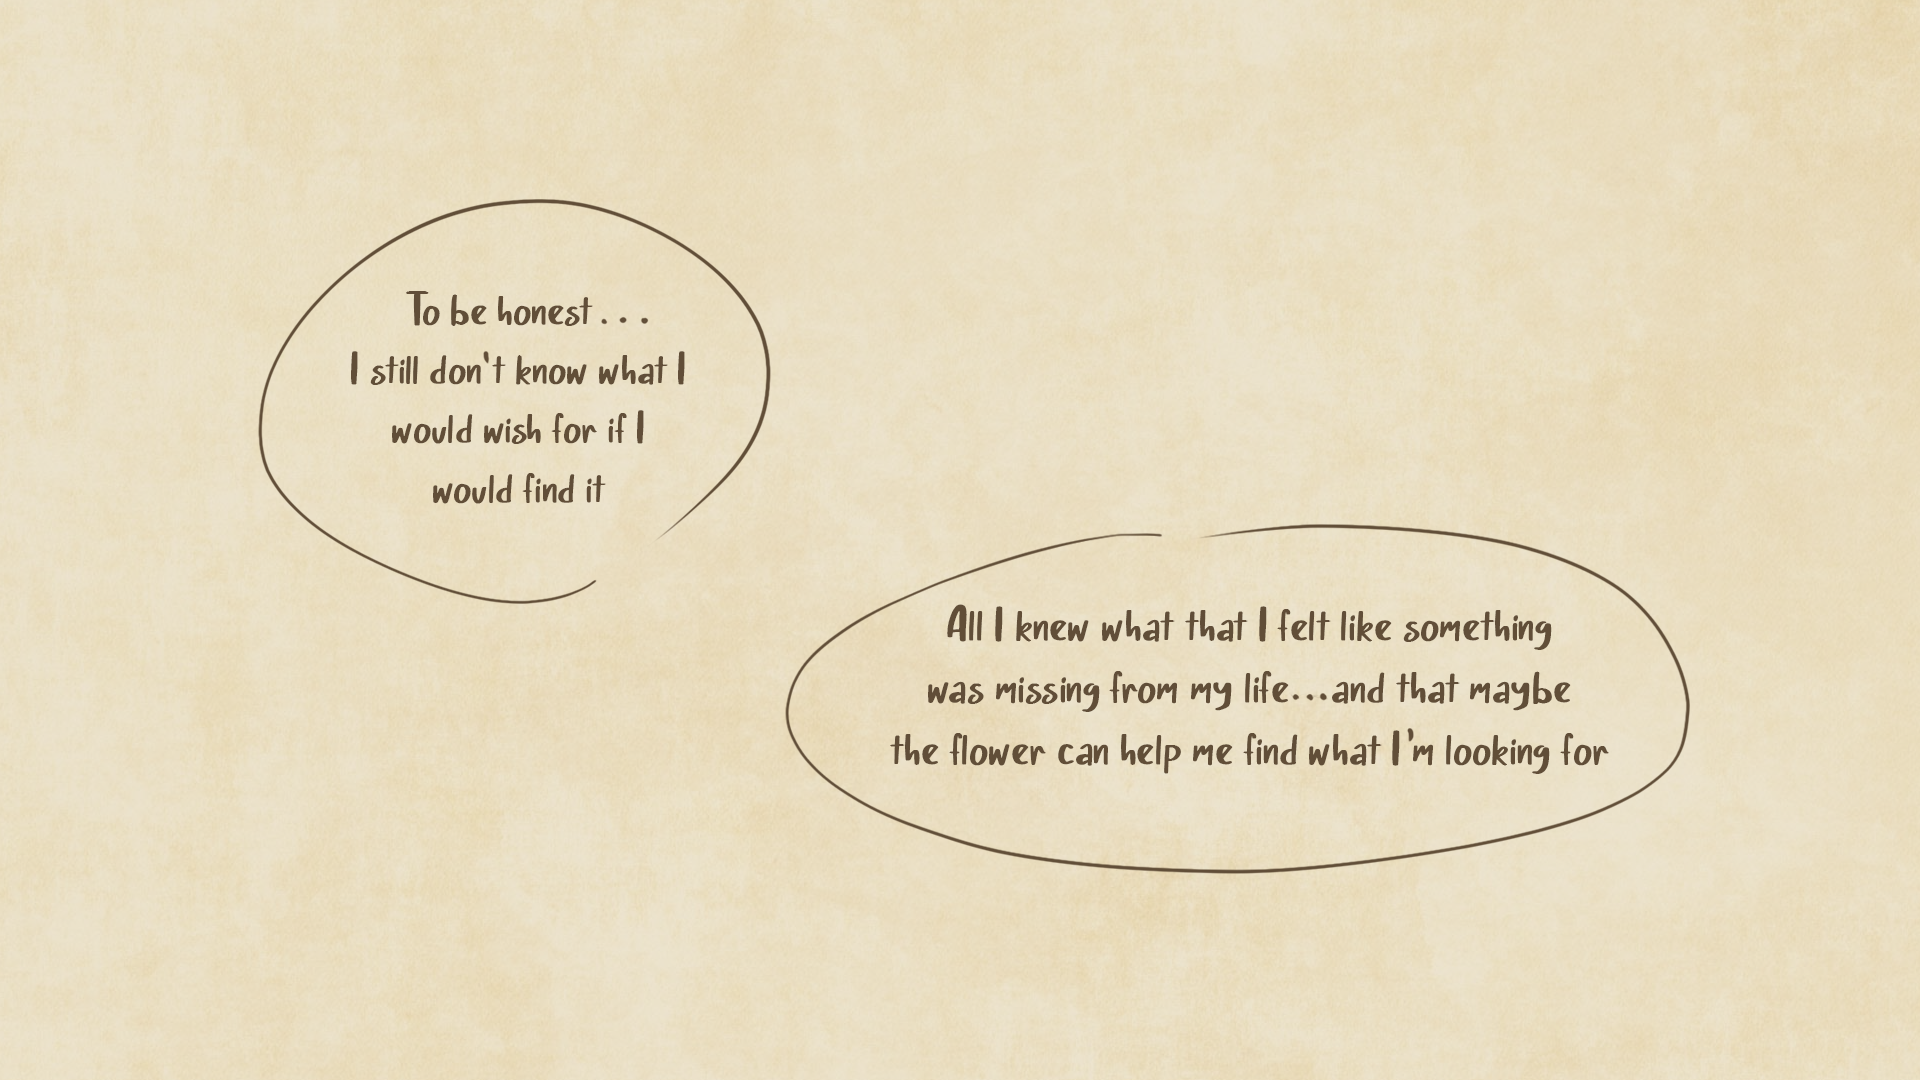 To be honest . . .
I still don't know what I
would wish for if I
would find it
All I knew what that I felt like something
was missing from my life...and that maybe
the flower can help me find what I'm looking for